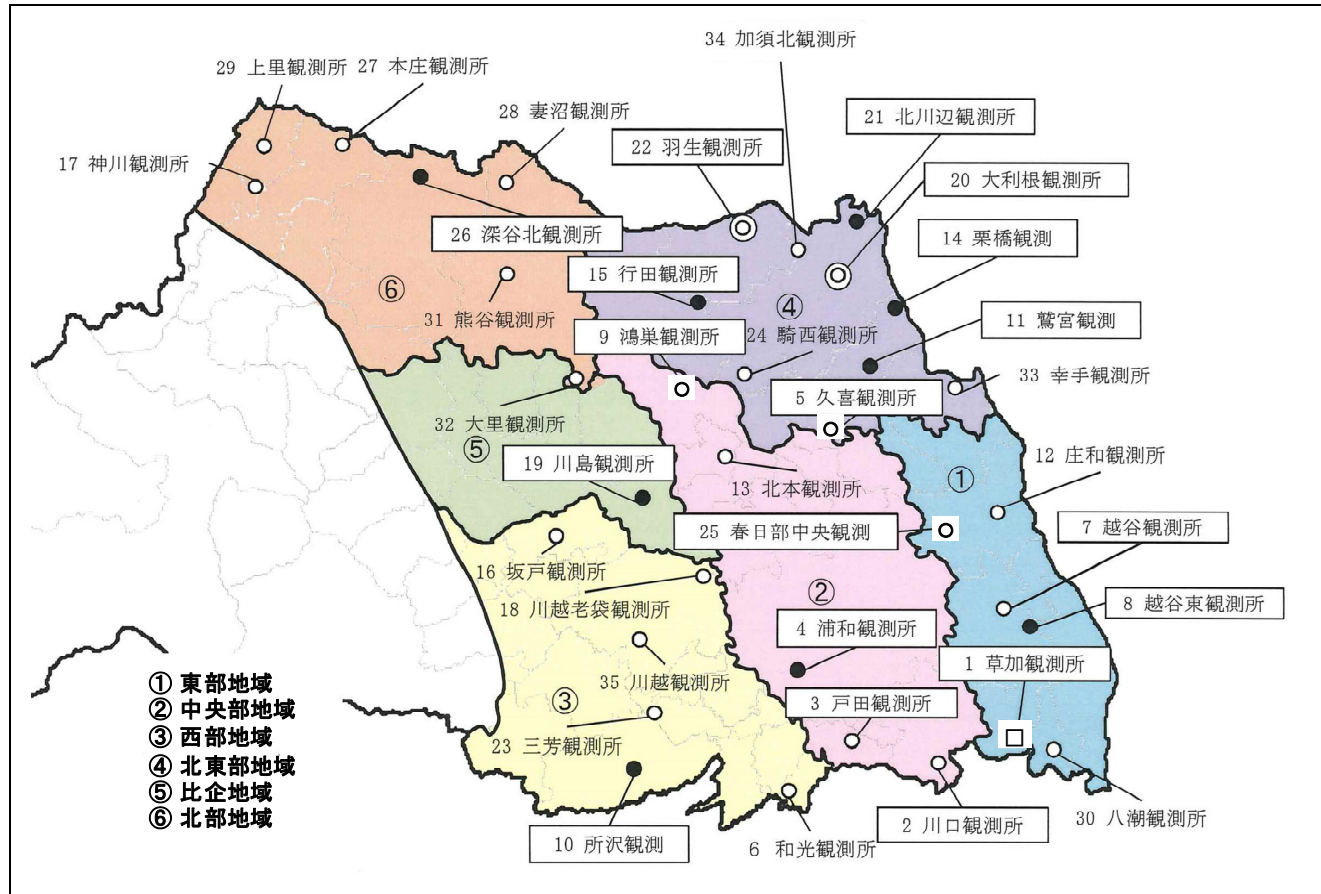 34 加須北観測所
29 上里観測所
27 本庄観測所
28 妻沼観測所
21 北川辺観測所
22 羽生観測所
17 神川観測所
20 大利根観測所
26 深谷北観測所
14 栗橋観測
15 行田観測所
⑥
④
31 熊谷観測所
11 鷲宮観測
9 鴻巣観測所
24 騎西観測所
33 幸手観測所
5 久喜観測所
32 大里観測所
⑤
12 庄和観測所
19 川島観測所
①
13 北本観測所
7 越谷観測所
25 春日部中央観測
16 坂戸観測所
②
18 川越老袋観測所
8 越谷東観測所
4 浦和観測所
1 草加観測所
35 川越観測所
③
3 戸田観測所
23 三芳観測所
30 八潮観測所
2 川口観測所
10 所沢観測
6 和光観測所
① 東部地域
② 中央部地域
③ 西部地域
④ 北東部地域
⑤ 比企地域
⑥ 北部地域